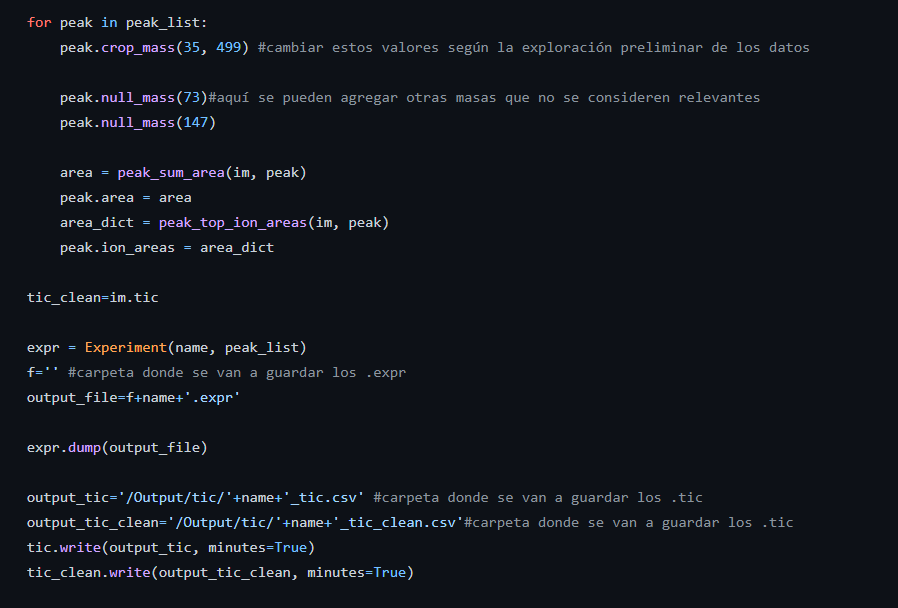 for peak in peak_list:
peak.crop_mass(35, 499) #cambiar estos valores según la exploración preliminar de los datos
peak.null_mass(73)#aquí se pueden agregar otras masas que no se consideren relevantes
peak.null_mass(147)
area = peak_sum_area(im, peak)
peak.area = area
area_dict = peak_top_ion_areas(im, peak)
peak.ion_areas = area_dict
tic_clean=im.tic
expr = Experiment(name, peak_list)
f='' #carpeta donde se van a guardar los .expr
output_file=f+name+'.expr'
expr.dump(output_file)
output_tic='/Output/tic/'+name+'_tic.csv' #carpeta donde se van a guardar los .tic
output_tic_clean='/Output/tic/'+name+'_tic_clean.csv'#carpeta donde se van a guardar los .tic
tic.write(output_tic, minutes=True)
tic_clean.write(output_tic_clean, minutes=True)